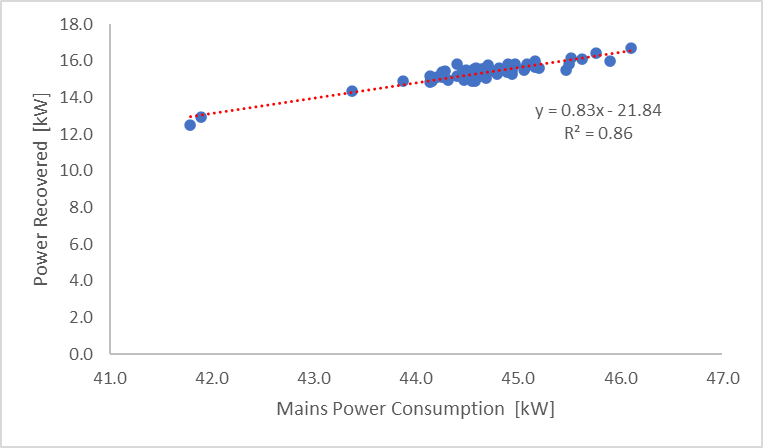 18.0
16.0
14.0
12.0
10.0
8.0
6.0
4.0
2.0
0.0
Power Recovered [kW]
y = 0.83x - 21.84
R² = 0.86
41.0 42.0 43.0 44.0 45.0 46.0 47.0
Mains Power Consumption [kW]